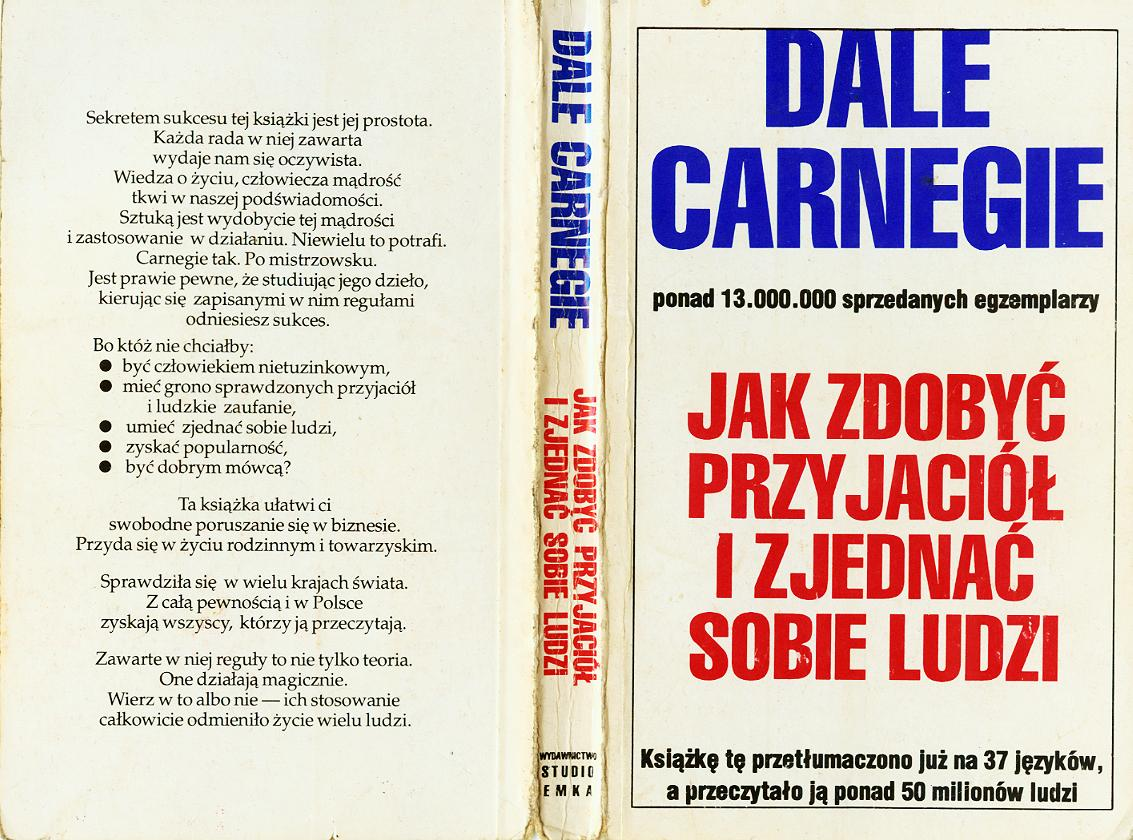 Sekretem sukcesu tej książki jest jej prostota.
Każda rada w niej zawarta
wydaje nam się oczywista.
Wiedza o życiu, człowiecza mądrość
tkwi w naszej podświadomości.
Sztuką jest wydobycie tej mądrości
i zastosowanie w działaniu. Niewielu to potrafi.
Carnegie tak. Po mistrzowsku.
Jest prawie pewne, że studiując jego dzieło,
kierując się zapisanymi w nim regułami
odniesiesz sukces.
Bo któż nie chciałby:
● być człowiekiem nietuzinkowym,
● mieć grono sprawdzonych przyjaciół
i ludzkie zaufanie,
● umieć zjednać sobie ludzi,
● zyskać popularność,
● być dobrym mówcą?
Ta książka ułatwi ci
swobodne poruszanie się w biznesie.
Przyda się w życiu rodzinnym i towarzyskim.
Sprawdziła się w wielu krajach świata.
Z całą pewnością i w Polsce
zyskają wszyscy, którzy ją przeczytają.
Zawarte w niej reguły to nie tylko teoria.
One działają magicznie.
Wierz w to albo nie — ich stosowanie
całkowicie odmieniło życie wielu ludzi.
DALE CARNEGIE
JAK ZDOBYĆ PRZYJACIÓŁ
I ZJEDNAĆ SOBIE LUDZI
WYDAWNICTWO
STUDIO
EMKA
DALE
CARNEGIE
ponad 13.000.000 sprzedanych egzemplarzy
JAK ZDOBYĆ
PRZYJACIÓŁ
I ZJEDNAĆ
SOBIE LUDZI
Książkę tę przetłumaczono już na 37 języków,
a przeczytało ją ponad 50 milionów ludzi